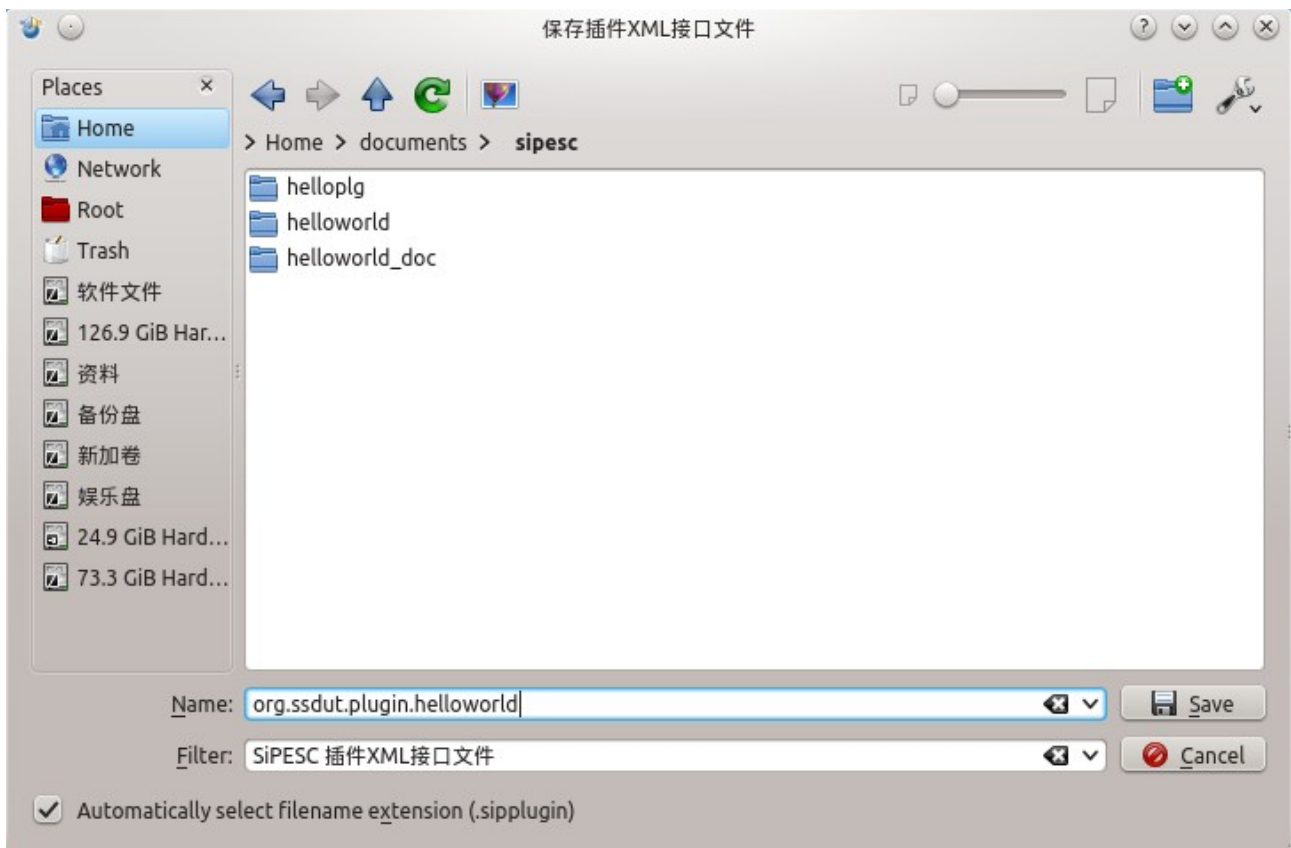 保存插件XML接口文件
Places
Home
Network
Root
Trash
软件文件
126.9 GiB Har...
资料
备份盘
新加卷
娱乐盘
24.9 GiB Hard...
73.3 GiB Hard...
> Home > documents > sipesc
helloplg
helloworld
helloworld_doc
Name: org.ssdut.plugin.helloworld Save
Filter: SiPESC 插件XML接口文件 Cancel
Automatically select filename extension (.sipplugin)